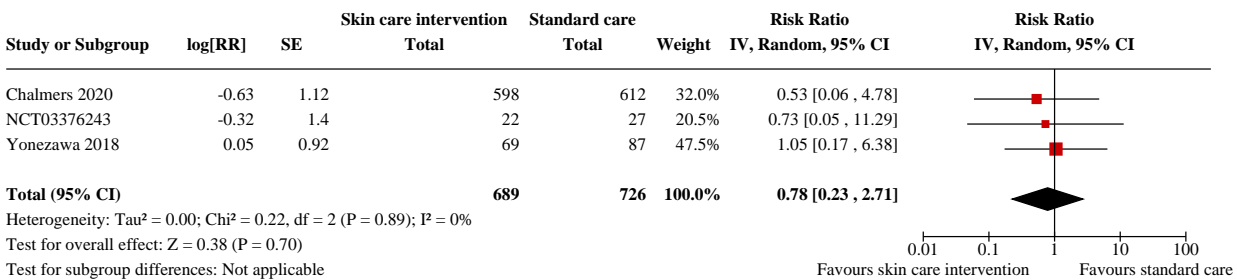 Skin care intervention Standard care Risk Ratio Risk Ratio
Study or Subgroup log[RR] SE Total Total Weight IV, Random, 95% CI IV, Random, 95% CI
Chalmers 2020 -0.63 1.12 598 612 32.0% 0.53 [0.06 , 4.78]
NCT03376243 -0.32 1.4 22 27 20.5% 0.73 [0.05 , 11.29]
Yonezawa 2018 0.05 0.92 69 87 47.5% 1.05 [0.17 , 6.38]
Total (95% CI) 689 726 100.0% 0.78 [0.23 , 2.71]
Heterogeneity: Tau² = 0.00; Chi² = 0.22, df = 2 (P = 0.89); I² = 0%
Test for overall effect: Z = 0.38 (P = 0.70) 0.01 0.1 1 10 100
Test for subgroup differences: Not applicable Favours skin care intervention Favours standard care